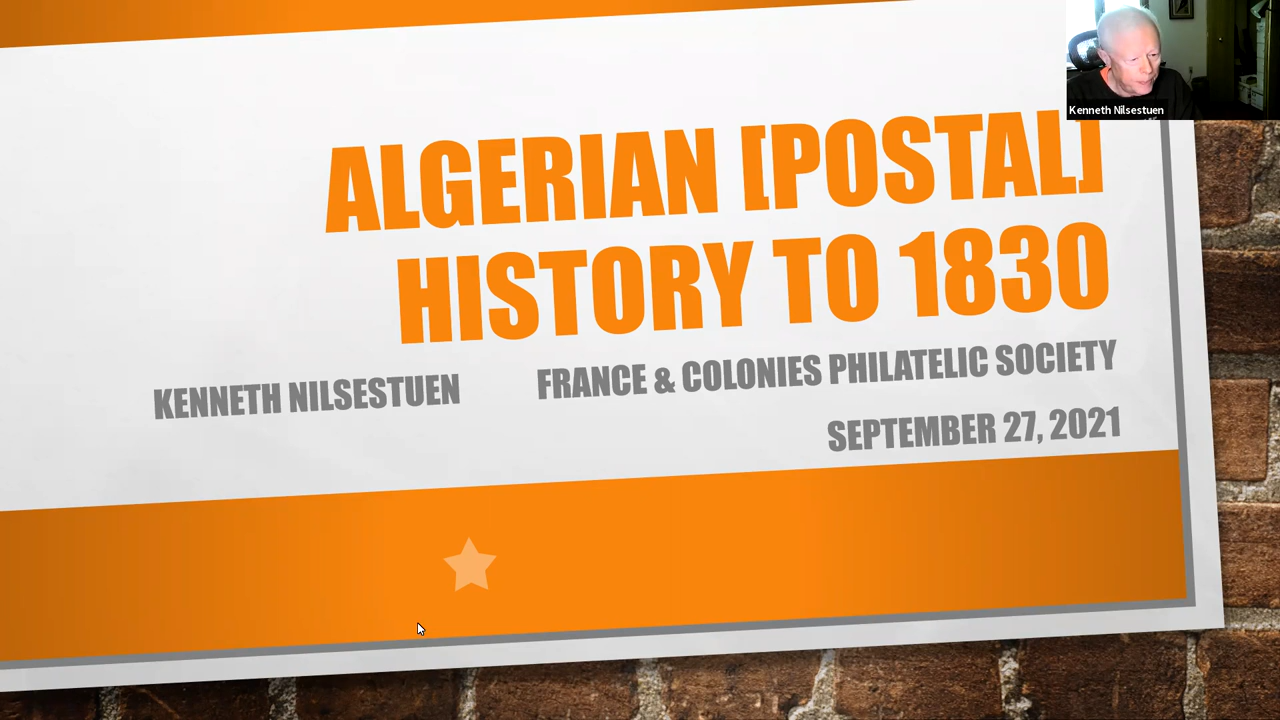 Kenneth Nilsestuen
ALGERIAN [POSTAL]
HISTORY TO 1830
KENNETH NILSESTUEN FRANCE & COLONIES PHILATELIC SOCIETY
SEPTEMBER 27, 2021